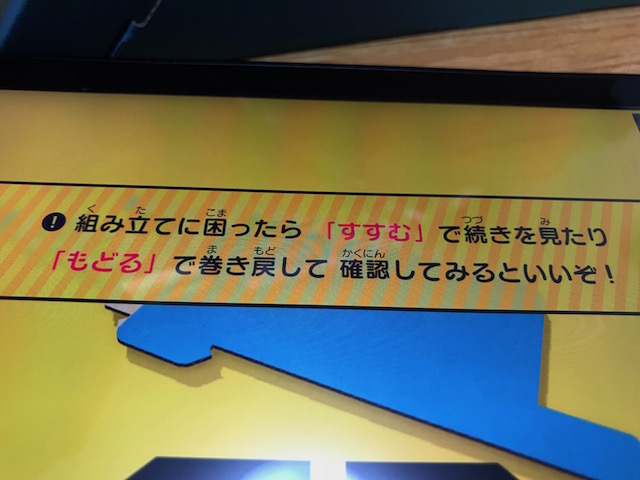 ! 組み立てに困ったら「すすむ」で続きを見たり
「もどる」で巻き戻して 確認してみるといいぞ!